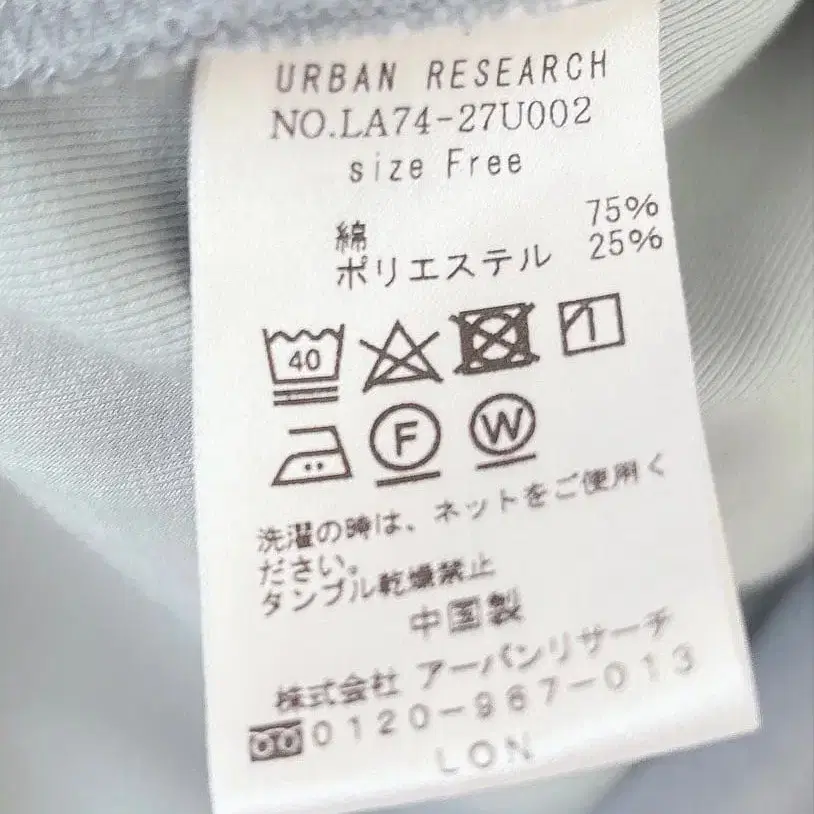 URBAN RESEARCH
NO.LA74-27U002
size Free
綿 75%
ポリエステル 25%
40
F W
洗濯の時は、ネットをご使用く
ださい。
タンブル乾燥禁止
中国製
株式会社 アーバンリサーチ
0120-967-013
LON